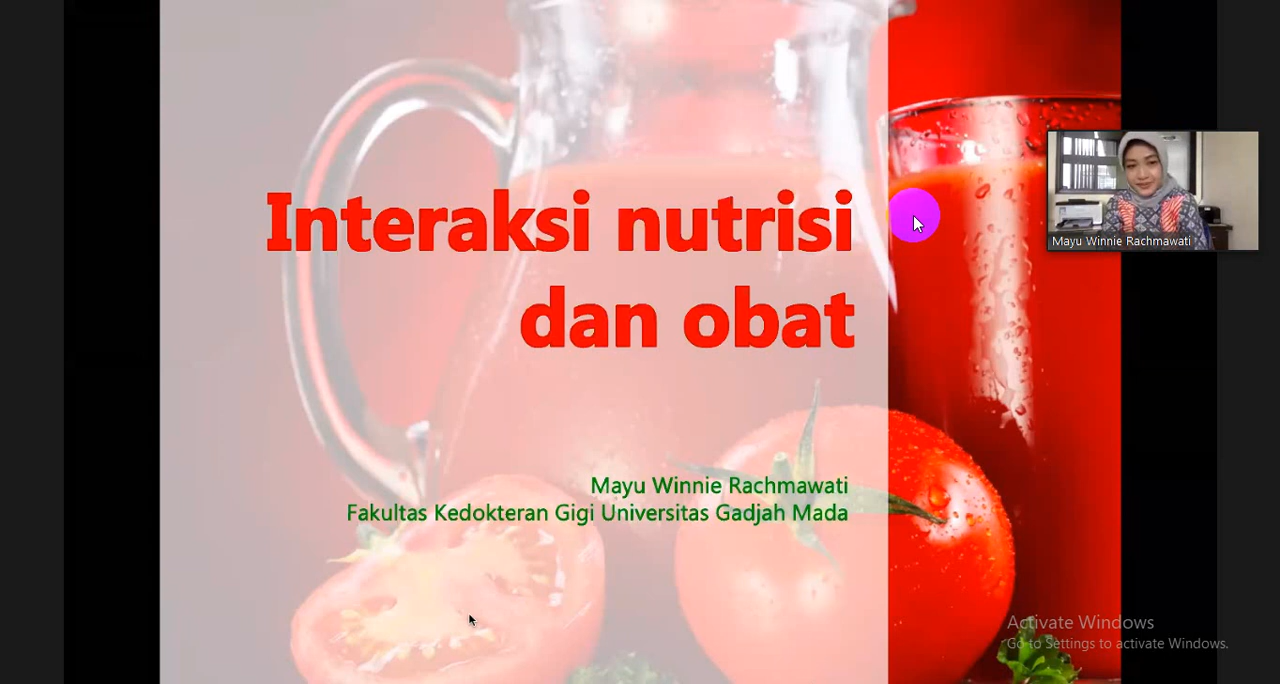 Interaksi nutrisi
dan obat
Mayu Winnie Rachmawati
Fakultas Kedokteran Gigi Universitas Gadjah Mada
Mayu Winnie Rachmawati
Activate Windows
Go to Settings to activate Windows.